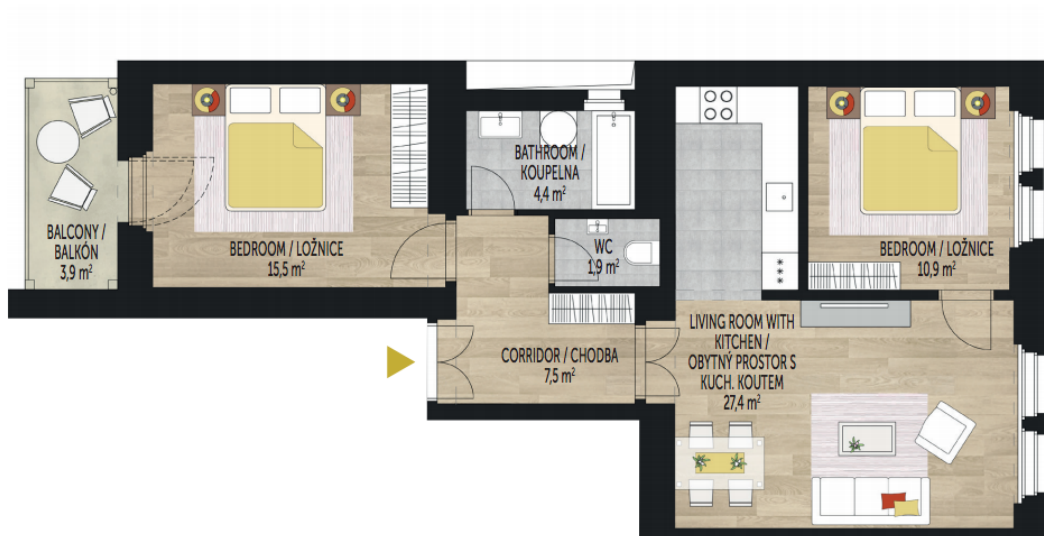 BALCONY /
BALKÓN
3,9 m²
BEDROOM / LOŽNICE
15,5 m²
BATHROOM /
KOUPELNA
4,4 m²
WC
1,9 m²
CORRIDOR / CHODBA
7,5 m²
LIVING ROOM WITH
KITCHEN /
OBYTNÝ PROSTOR S
KUCH. KOUTEM
27,4 m²
BEDROOM / LOŽNICE
10,9 m²